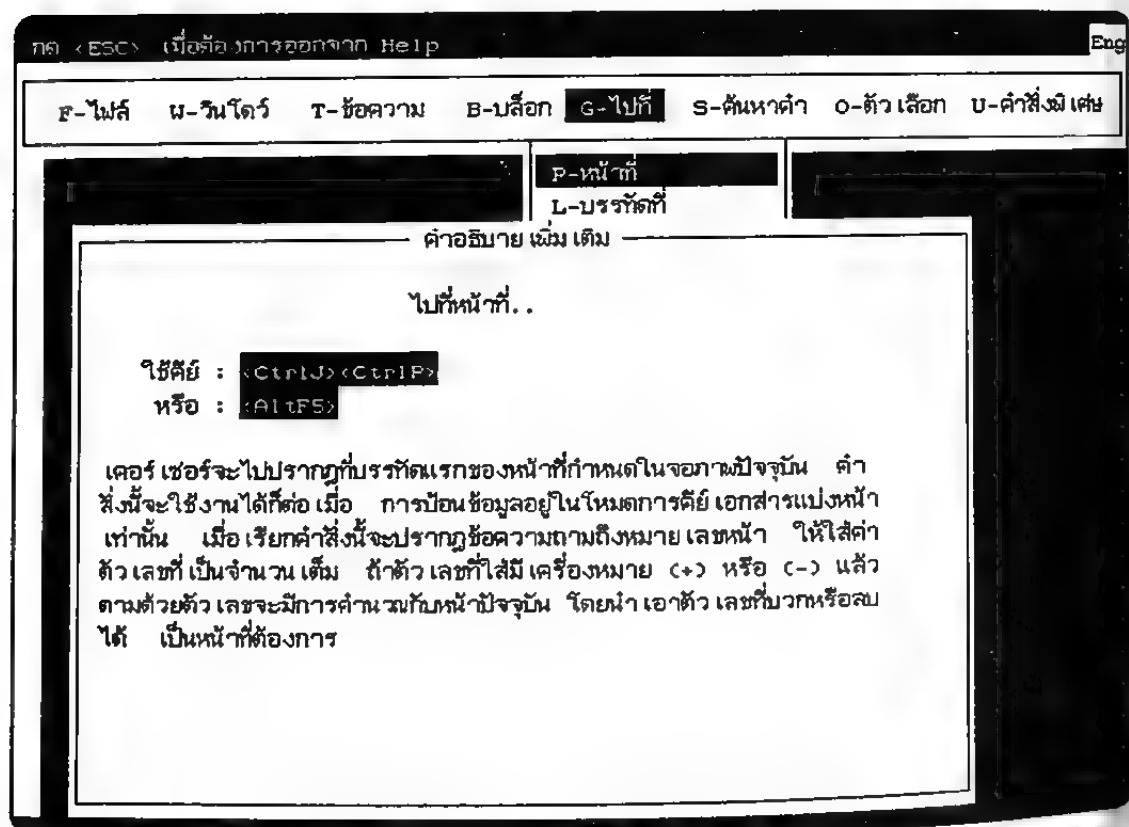 กด <ESC> เมื่อต้องการออกจาก Help Eng
F-ไฟล์ W-วินโดว์ T-ข้อความ B-บล็อก G-ไปที่ S-ค้นหาคำ O-ตัวเลือก U-คำสั่งพิเศษ
P-หน้าที่
L-บรรทัดที่
คำอธิบายเพิ่มเติม
ไปที่หน้าที่..
ใช้คีย์ : <CtrlJ><CtrlP>
หรือ : <AltF5>
เคอร์เซอร์จะไปปรากฏที่บรรทัดแรกของหน้าที่กำหนดในจอภาพปัจจุบัน คำ
สั่งนี้จะใช้งานได้ก็ต่อเมื่อ การป้อนข้อมูลอยู่ในโหมดการคีย์เอกสารแบ่งหน้า
เท่านั้น เมื่อเรียกคำสั่งนี้จะปรากฏข้อความถามถึงหมายเลขหน้า ให้ใส่ค่า
ตัวเลขที่เป็นจำนวนเต็ม ถ้าตัวเลขที่ใส่มีเครื่องหมาย (+) หรือ (-) แล้ว
ตามด้วยตัวเลขจะมีการคำนวณกับหน้าปัจจุบัน โดยนำเอาตัวเลขที่บวกหรือลบ
ได้ เป็นหน้าที่ต้องการ